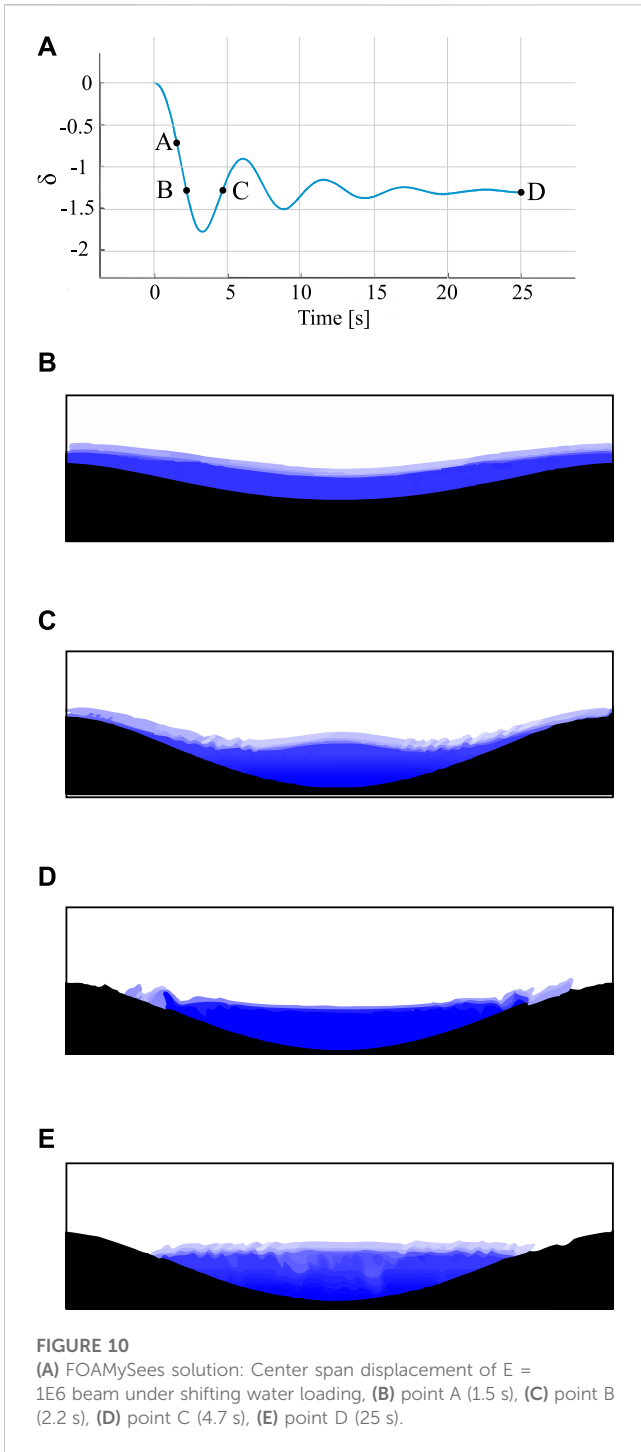 A
0
-0.5
-1
-1.5
-2
δ
A
B
C
D
0 5 10 15 20 25
Time [s]
B
C
D
E
FIGURE 10
(A) FOAMySees solution: Center span displacement of E =
1E6 beam under shifting water loading, (B) point A (1.5 s), (C) point B
(2.2 s), (D) point C (4.7 s), (E) point D (25 s).